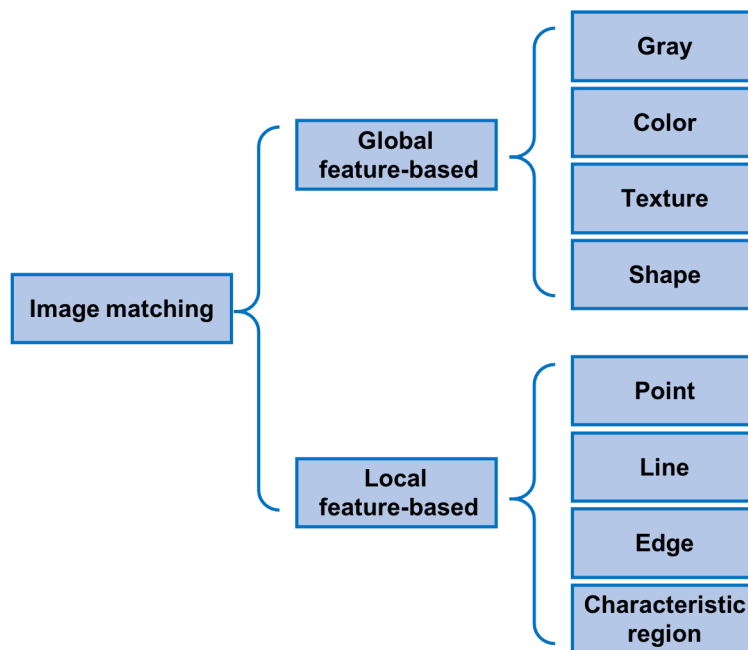 Gray
Color
Texture
Shape
Global
feature-based
Image matching
Local
feature-based
Point
Line
Edge
Characteristic
region